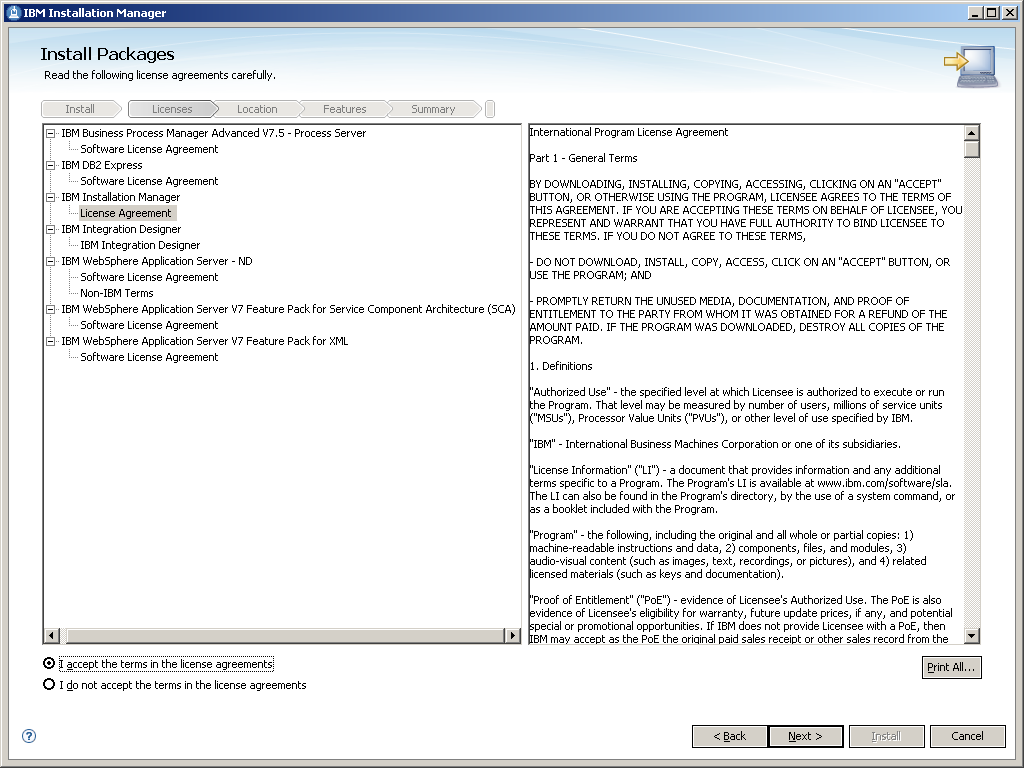 IBM Installation Manager
Install Packages
Read the following license agreements carefully.
Install
Licenses
Location
Features
Summary
IBM Business Process Manager Advanced V7.5 - Process Server
Software License Agreement
IBM DB2 Express
Software License Agreement
IBM Installation Manager
License Agreement
IBM Integration Designer
IBM Integration Designer
IBM WebSphere Application Server - ND
Software License Agreement
Non-IBM Terms
IBM WebSphere Application Server V7 Feature Pack for Service Component Architecture (SCA)
Software License Agreement
IBM WebSphere Application Server V7 Feature Pack for XML
Software License Agreement
International Program License Agreement
Part 1 - General Terms
BY DOWNLOADING, INSTALLING, COPYING, ACCESSING, CLICKING ON AN "ACCEPT"
BUTTON, OR OTHERWISE USING THE PROGRAM, LICENSEE AGREES TO THE TERMS OF
THIS AGREEMENT. IF YOU ARE ACCEPTING THESE TERMS ON BEHALF OF LICENSEE, YOU
REPRESENT AND WARRANT THAT YOU HAVE FULL AUTHORITY TO BIND LICENSEE TO
THESE TERMS. IF YOU DO NOT AGREE TO THESE TERMS,
- DO NOT DOWNLOAD, INSTALL, COPY, ACCESS, CLICK ON AN "ACCEPT" BUTTON, OR
USE THE PROGRAM; AND
- PROMPTLY RETURN THE UNUSED MEDIA, DOCUMENTATION, AND PROOF OF
ENTITLEMENT TO THE PARTY FROM WHOM IT WAS OBTAINED FOR A REFUND OF THE
AMOUNT PAID. IF THE PROGRAM WAS DOWNLOADED, DESTROY ALL COPIES OF THE
PROGRAM.
1. Definitions
"Authorized Use" - the specified level at which Licensee is authorized to execute or run
the Program. That level may be measured by number of users, millions of service units
("MSUs"), Processor Value Units ("PVUs"), or other level of use specified by IBM.
"IBM" - International Business Machines Corporation or one of its subsidiaries.
"License Information" ("LI") - a document that provides information and any additional
terms specific to a Program. The Program's LI is available at www.ibm.com/software/sla.
The LI can also be found in the Program's directory, by the use of a system command, or
as a booklet included with the Program.
"Program" - the following, including the original and all whole or partial copies: 1)
machine-readable instructions and data, 2) components, files, and modules, 3)
audio-visual content (such as images, text, recordings, or pictures), and 4) related
licensed materials (such as keys and documentation).
"Proof of Entitlement" ("PoE") - evidence of Licensee's Authorized Use. The PoE is also
evidence of Licensee's eligibility for warranty, future update prices, if any, and potential
special or promotional opportunities. If IBM does not provide Licensee with a PoE, then
IBM may accept as the PoE the original paid sales receipt or other sales record from the
I accept the terms in the license agreements
I do not accept the terms in the license agreements
Print All...
?
< Back
Next >
Install
Cancel